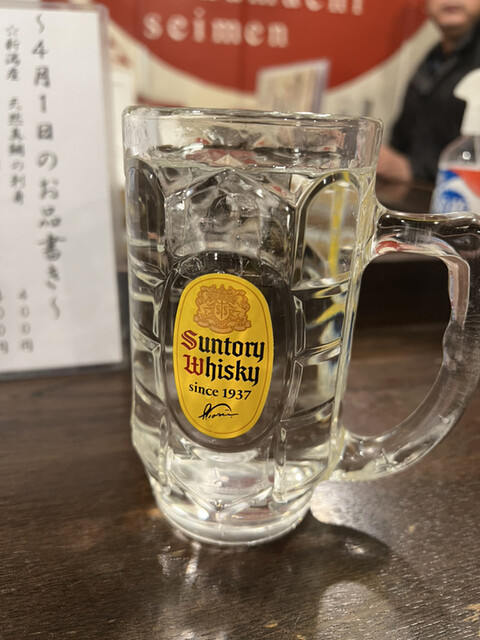 seimen
〜4月1日のお品書き〜
☆新潟産 天然真鯛の刺身
400円
Suntory
Whisky
since 1937